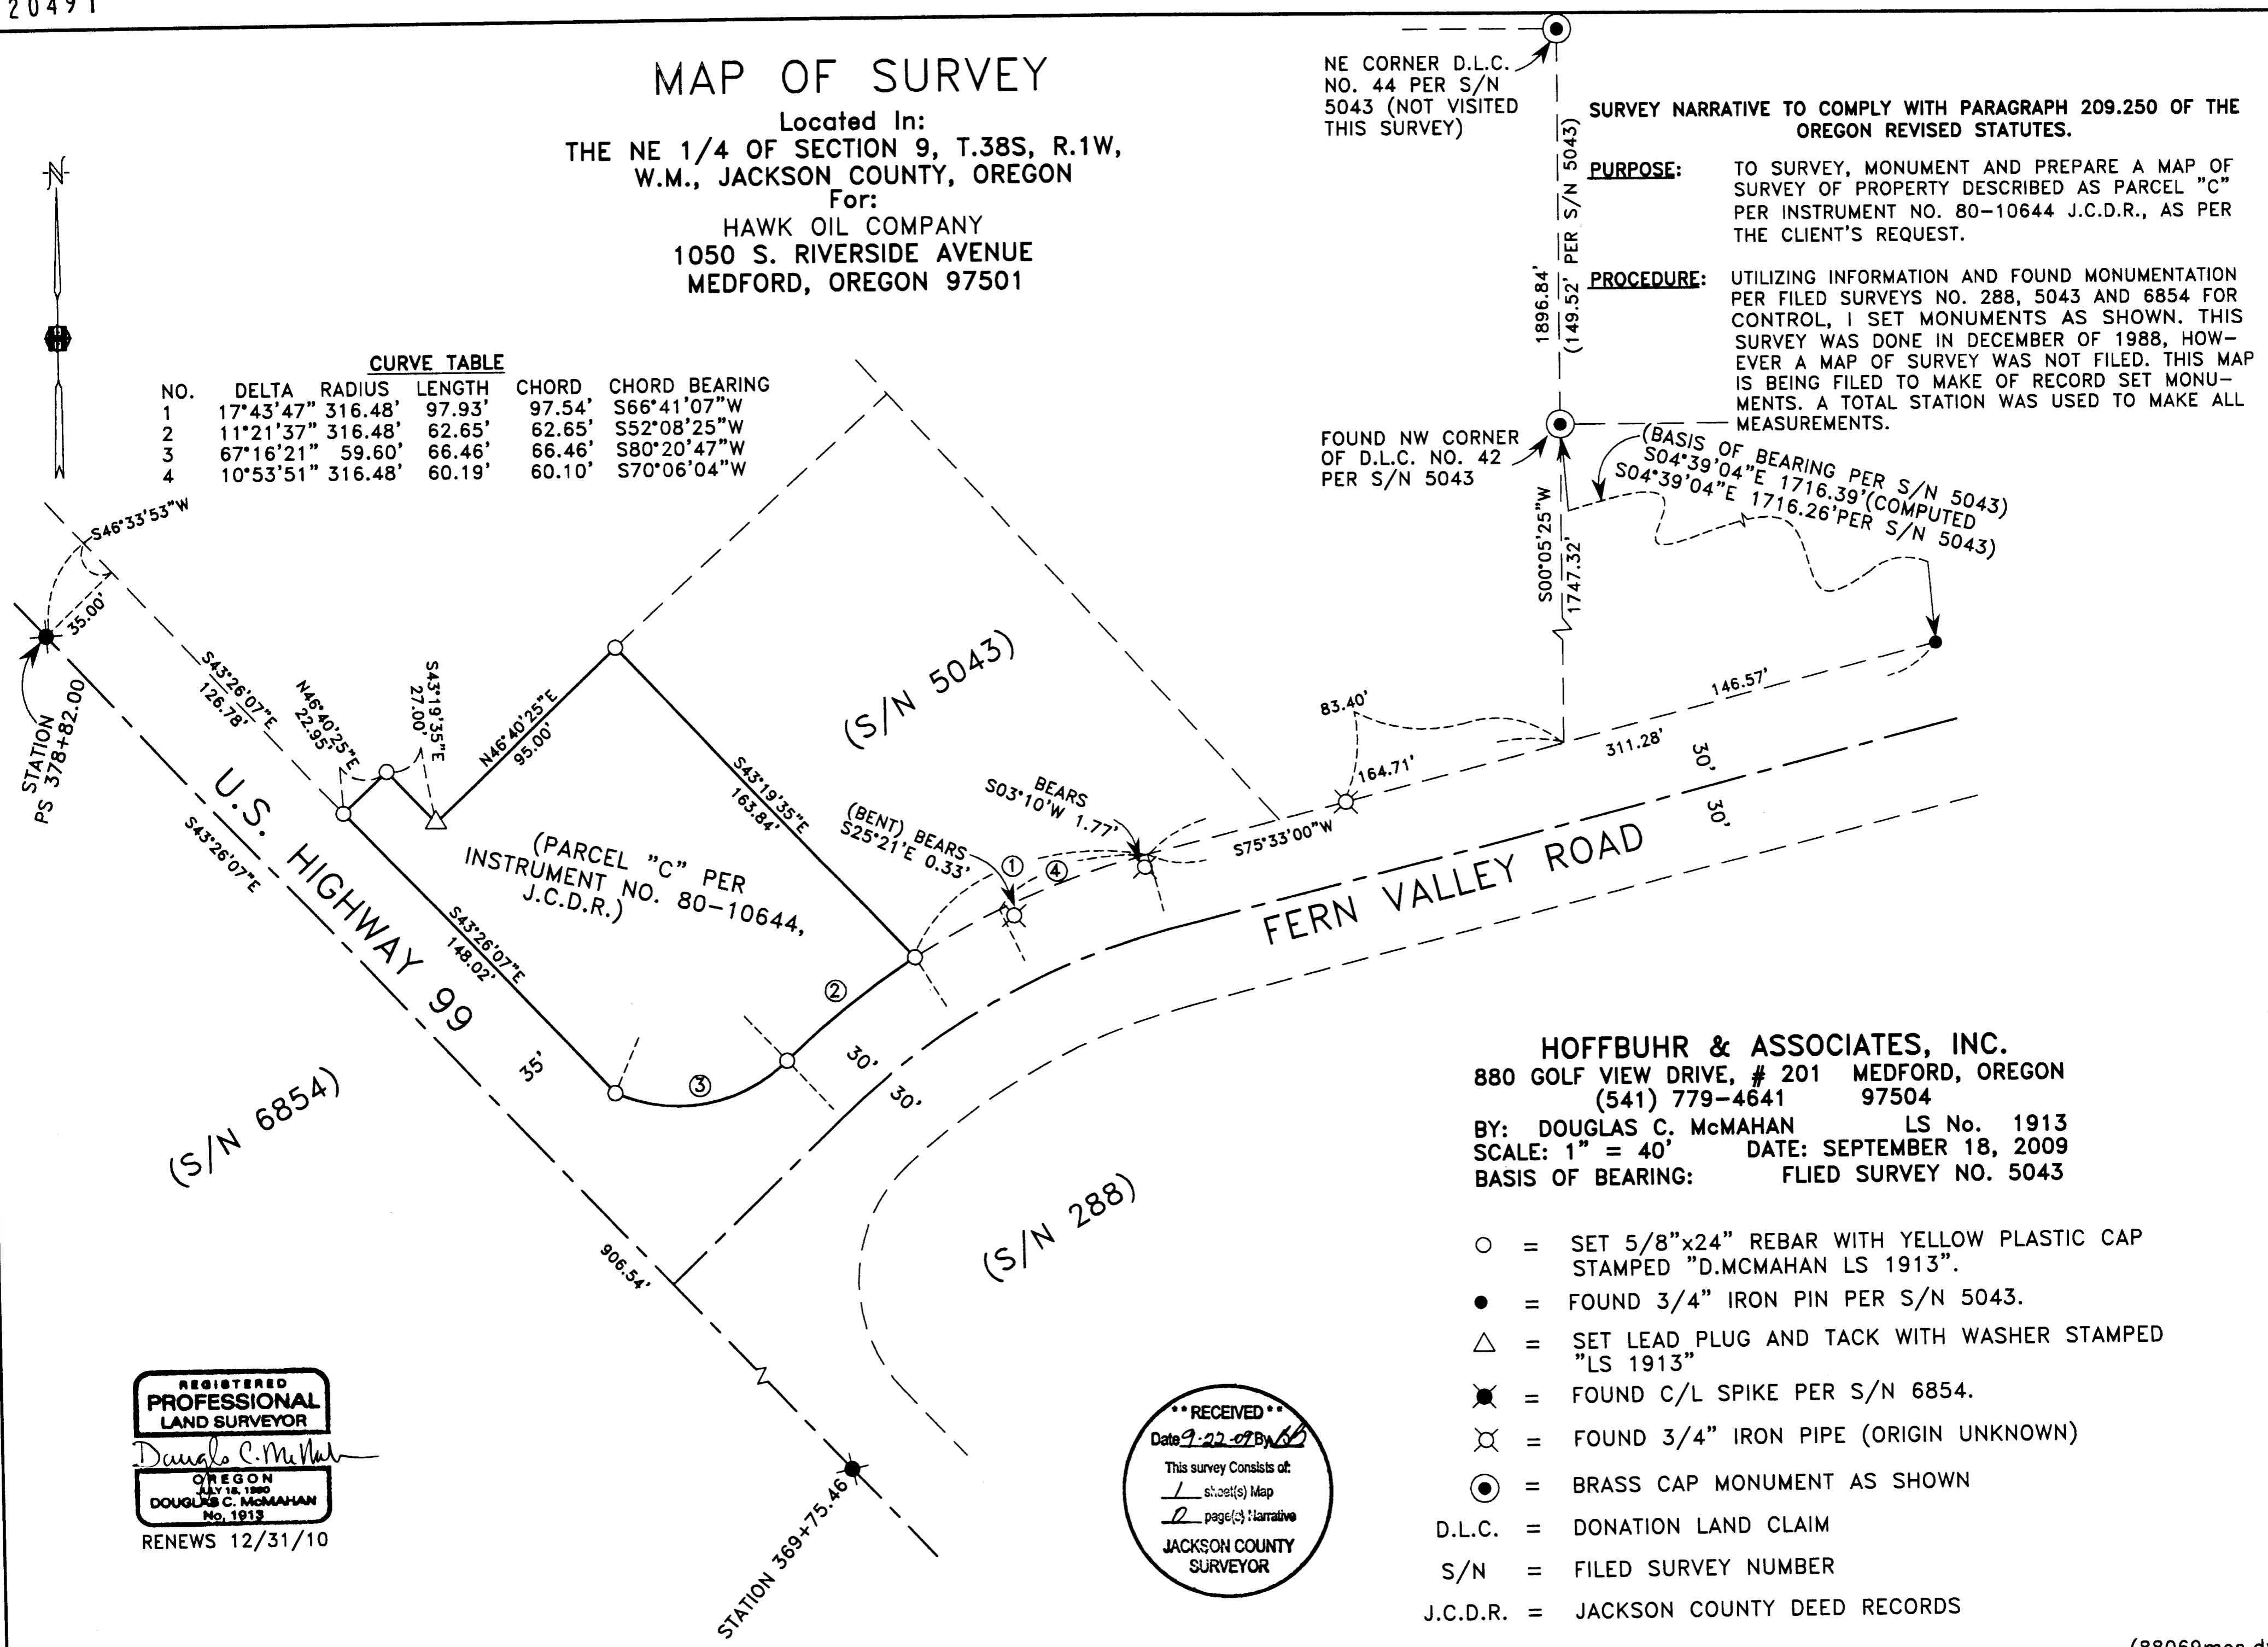 20491
MAP OF SURVEY
Located In:
THE NE 1/4 OF SECTION 9, T.38S, R.1W,
W.M., JACKSON COUNTY, OREGON
For:
HAWK OIL COMPANY
1050 S. RIVERSIDE AVENUE
MEDFORD, OREGON 97501
N
NE CORNER D.L.C.
NO. 44 PER S/N
5043 (NOT VISITED
THIS SURVEY)
1896.84'
(149.52' PER S/N 5043)
SURVEY NARRATIVE TO COMPLY WITH PARAGRAPH 209.250 OF THE
OREGON REVISED STATUTES.
PURPOSE: TO SURVEY, MONUMENT AND PREPARE A MAP OF
SURVEY OF PROPERTY DESCRIBED AS PARCEL "C"
PER INSTRUMENT NO. 80-10644 J.C.D.R., AS PER
THE CLIENT'S REQUEST.
PROCEDURE: UTILIZING INFORMATION AND FOUND MONUMENTATION
PER FILED SURVEYS NO. 288, 5043 AND 6854 FOR
CONTROL, I SET MONUMENTS AS SHOWN. THIS
SURVEY WAS DONE IN DECEMBER OF 1988, HOW-
EVER A MAP OF SURVEY WAS NOT FILED. THIS MAP
IS BEING FILED TO MAKE OF RECORD SET MONU-
MENTS. A TOTAL STATION WAS USED TO MAKE ALL
MEASUREMENTS.
CURVE TABLE
NO. DELTA RADIUS LENGTH CHORD CHORD BEARING
1 17°43'47" 316.48' 97.93' 97.54' S66°41'07"W
2 11°21'37" 316.48' 62.65' 62.65' S52°08'25"W
3 67°16'21" 59.60' 66.46' 66.46' S80°20'47"W
4 10°53'51" 316.48' 60.19' 60.10' S70°06'04"W
FOUND NW CORNER
OF D.L.C. NO. 42
PER S/N 5043
(BASIS OF BEARING PER S/N 5043)
S04°39'04"E 1716.39'(COMPUTED
S04°39'04"E 1716.26'PER S/N 5043)
S00°05'25"W
1747.32'
S46°33'53"W
35.00'
STATION
PS 378+82.00
S43°26'07"E
126.78'
N46°40'25"E
22.95'
S43°19'35"E
27.00'
N46°40'25"E
95.00'
S43°19'35"E
163.84'
(S/N 5043)
83.40'
146.57'
311.28'
164.71'
S75°33'00"W
30'
30'
BEARS
S03°10'W 1.77'
(BENT) BEARS
S25°21'E 0.33'
1
4
(PARCEL "C" PER
INSTRUMENT NO. 80-10644,
J.C.D.R.)
U.S. HIGHWAY 99
S43°26'07"E
S43°26'07"E
148.02'
35'
FERN VALLEY ROAD
2
3
30'
30'
(S/N 6854)
(S/N 288)
906.54'
STATION 369+75.46
HOFFBUHR & ASSOCIATES, INC.
880 GOLF VIEW DRIVE, # 201 MEDFORD, OREGON
(541) 779-4641 97504
BY: DOUGLAS C. McMAHAN LS No. 1913
SCALE: 1" = 40' DATE: SEPTEMBER 18, 2009
BASIS OF BEARING: FLIED SURVEY NO. 5043
= SET 5/8"x24" REBAR WITH YELLOW PLASTIC CAP
STAMPED "D.MCMAHAN LS 1913".
= FOUND 3/4" IRON PIN PER S/N 5043.
= SET LEAD PLUG AND TACK WITH WASHER STAMPED
"LS 1913"
= FOUND C/L SPIKE PER S/N 6854.
= FOUND 3/4" IRON PIPE (ORIGIN UNKNOWN)
= BRASS CAP MONUMENT AS SHOWN
D.L.C. = DONATION LAND CLAIM
S/N = FILED SURVEY NUMBER
J.C.D.R. = JACKSON COUNTY DEED RECORDS
REGISTERED
PROFESSIONAL
LAND SURVEYOR
Douglas C. McMahan
OREGON
JULY 18, 1980
DOUGLAS C. McMAHAN
No. 1913
RENEWS 12/31/10
** RECEIVED **
Date 9-22-09 By
This survey Consists of:
1 sheet(s) Map
0 page(s) Narrative
JACKSON COUNTY
SURVEYOR